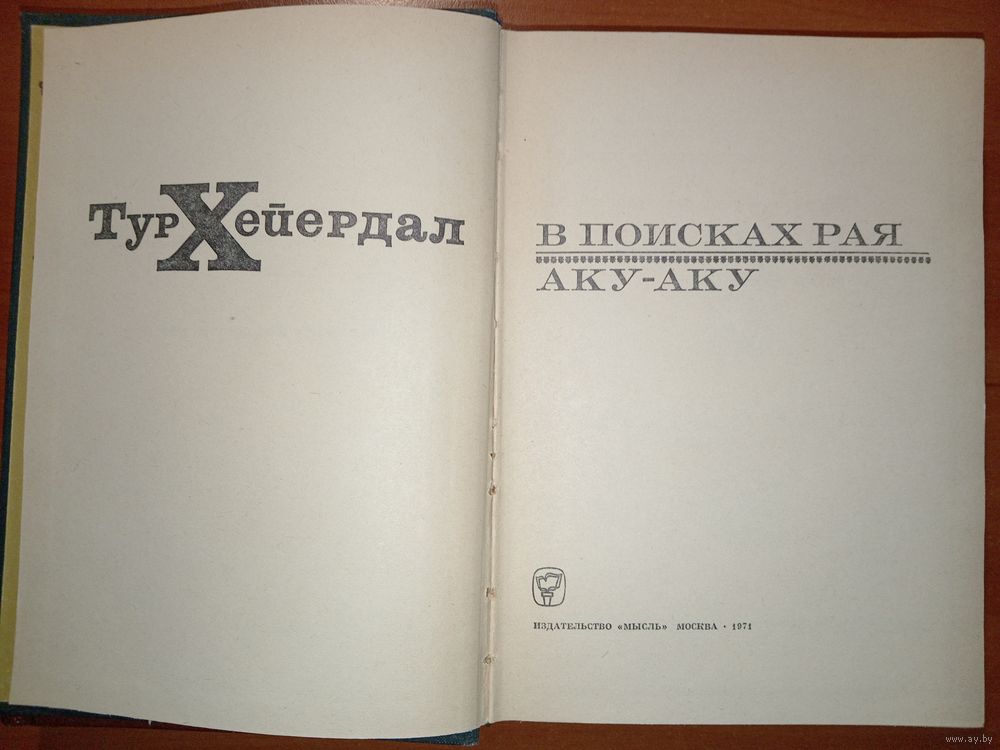 Тур Хейердал
В ПОИСКАХ РАЯ
АКУ-АКУ
ИЗДАТЕЛЬСТВО «МЫСЛЬ» МОСКВА · 1971
www.ay.by